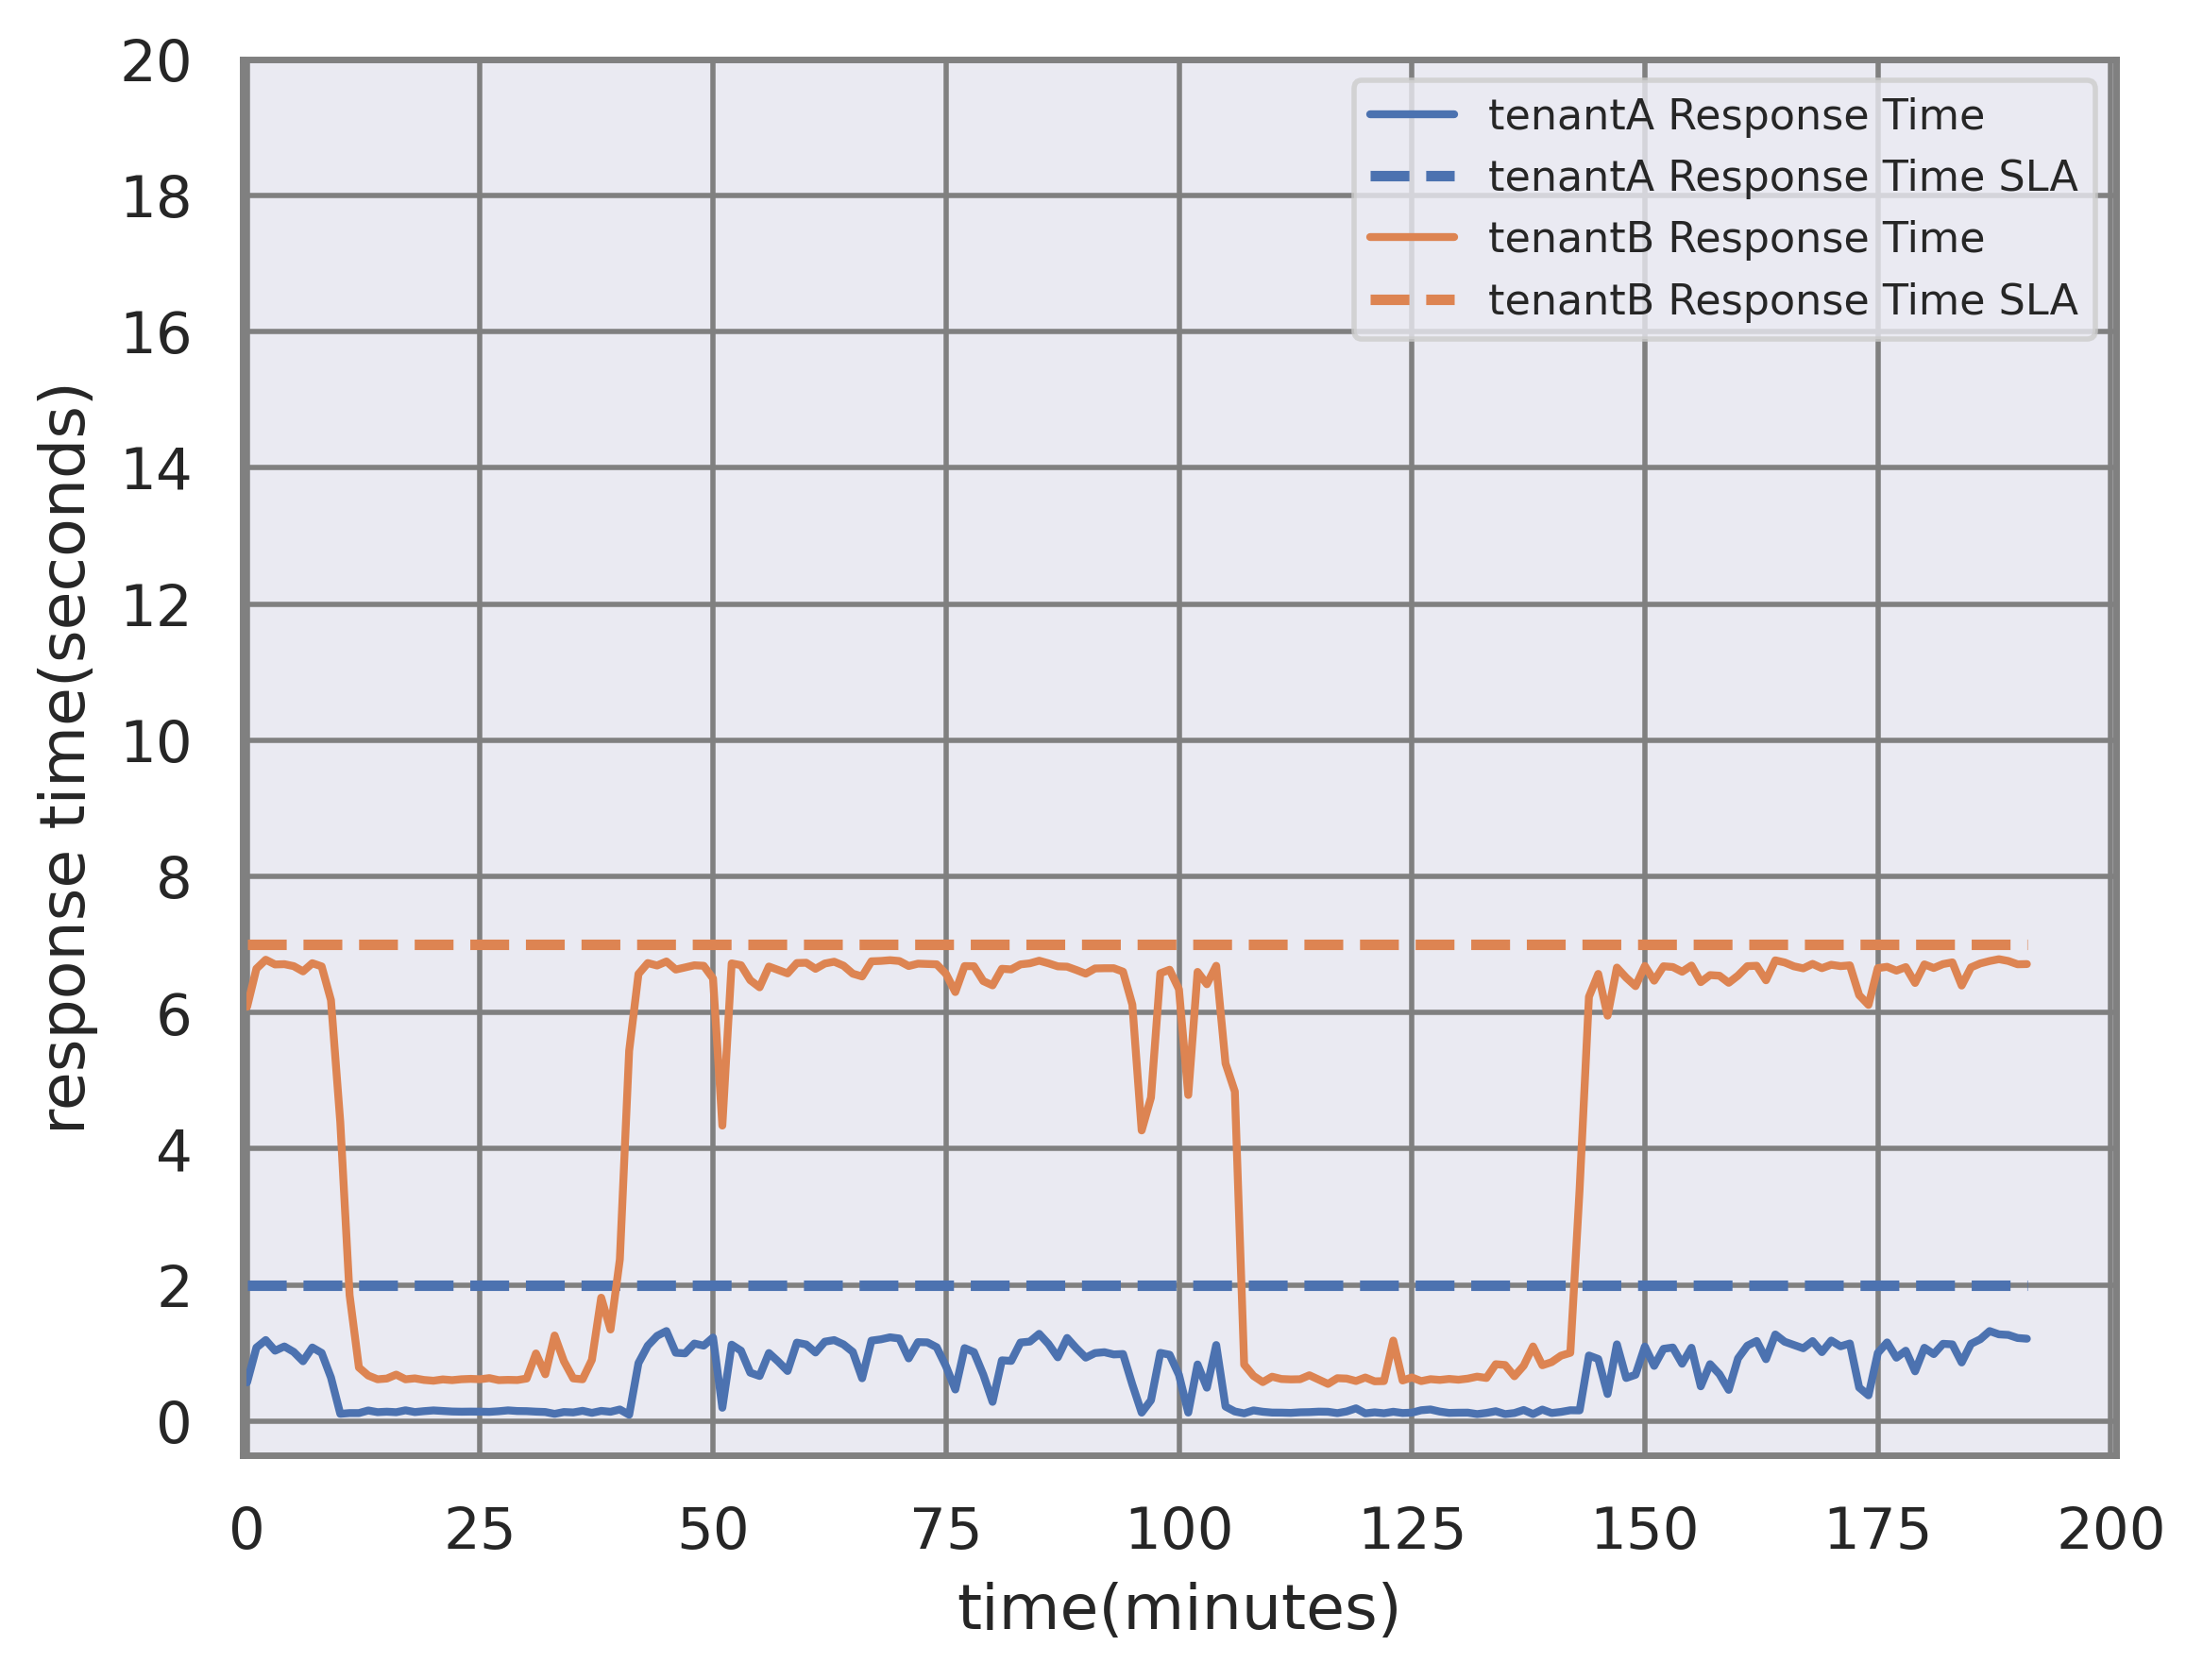 20
18
16
14
12
10
8
6
4
2
0
response time(seconds)
tenantA Response Time
tenantA Response Time SLA
tenantB Response Time
tenantB Response Time SLA
0 25 50 75 100 125 150 175 200
time(minutes)